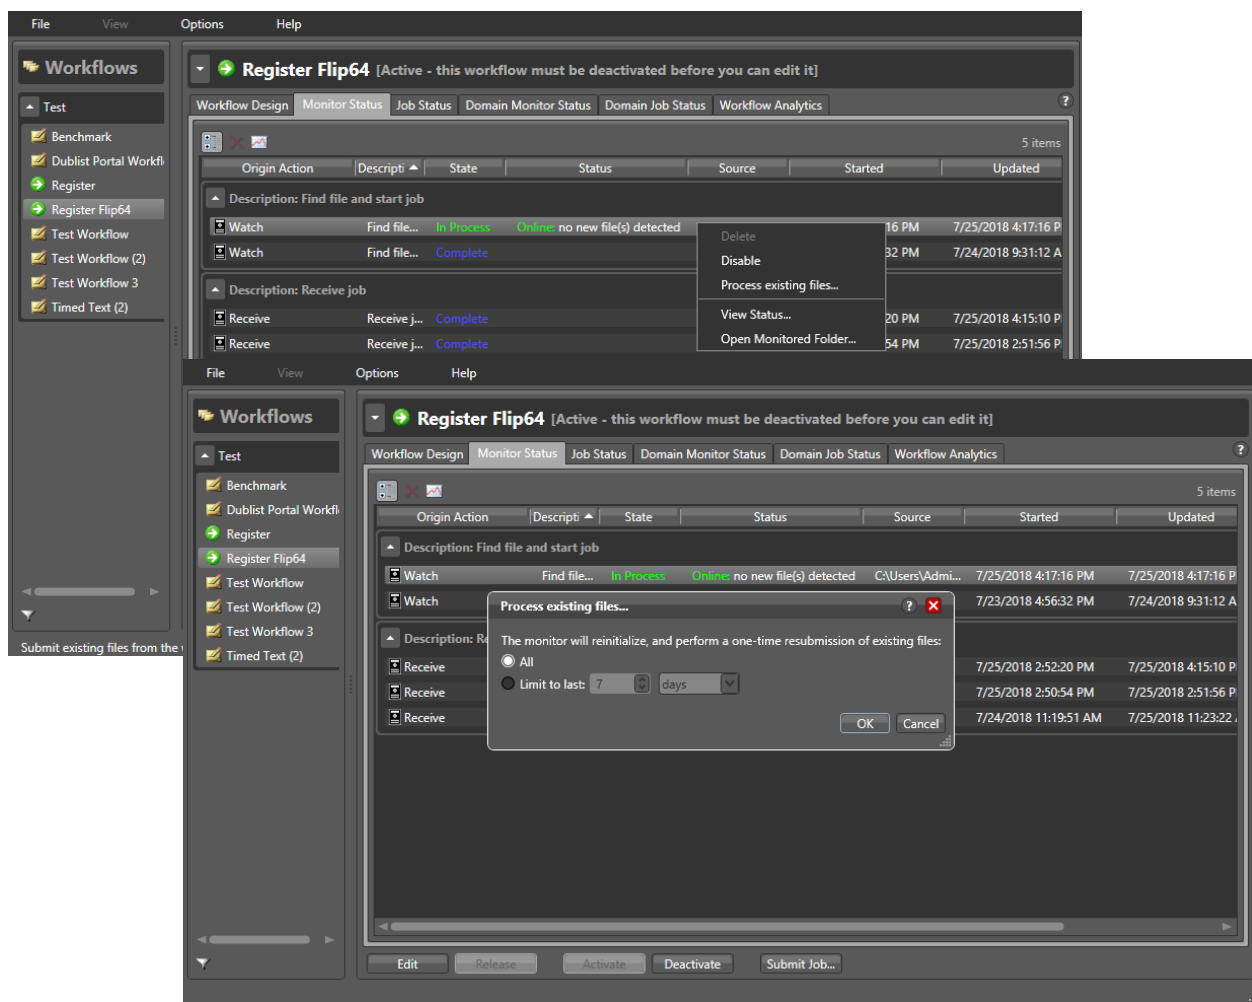 File View Options Help
Workflows
Test
Benchmark
Dublist Portal Workfl
Register
Register Flip64
Test Workflow
Test Workflow (2)
Test Workflow 3
Timed Text (2)
Submit existing files from the
Register Flip64 [Active - this workflow must be deactivated before you can edit it]
Workflow Design Monitor Status Job Status Domain Monitor Status Domain Job Status Workflow Analytics ?
5 items
Origin Action Descripti State Status Source Started Updated
Description: Find file and start job
Watch Find file... In Process Online: no new file(s) detected 16 PM 7/25/2018 4:17:16 P
Watch Find file... Complete 32 PM 7/24/2018 9:31:12 A
Description: Receive job
Receive Receive j... Complete 20 PM 7/25/2018 4:15:10 P
Receive Receive j... Complete 54 PM 7/25/2018 2:51:56 P
Delete
Disable
Process existing files...
View Status...
Open Monitored Folder...
File View Options Help
Workflows
Test
Benchmark
Dublist Portal Workfl
Register
Register Flip64
Test Workflow
Test Workflow (2)
Test Workflow 3
Timed Text (2)
Register Flip64 [Active - this workflow must be deactivated before you can edit it]
Workflow Design Monitor Status Job Status Domain Monitor Status Domain Job Status Workflow Analytics ?
5 items
Origin Action Descripti State Status Source Started Updated
Description: Find file and start job
Watch Find file... In Process Online: no new file(s) detected C:\Users\Admi... 7/25/2018 4:17:16 PM 7/25/2018 4:17:16 P
Watch 7/23/2018 4:56:32 PM 7/24/2018 9:31:12 A
Description: Re
Receive 7/25/2018 2:52:20 PM 7/25/2018 4:15:10 P
Receive 7/25/2018 2:50:54 PM 7/25/2018 2:51:56 P
Receive 7/24/2018 11:19:51 AM 7/25/2018 11:23:22
Process existing files... ?
The monitor will reinitialize, and perform a one-time resubmission of existing files:
All
Limit to last: 7 days
OK Cancel
Edit Release Activate Deactivate Submit Job...